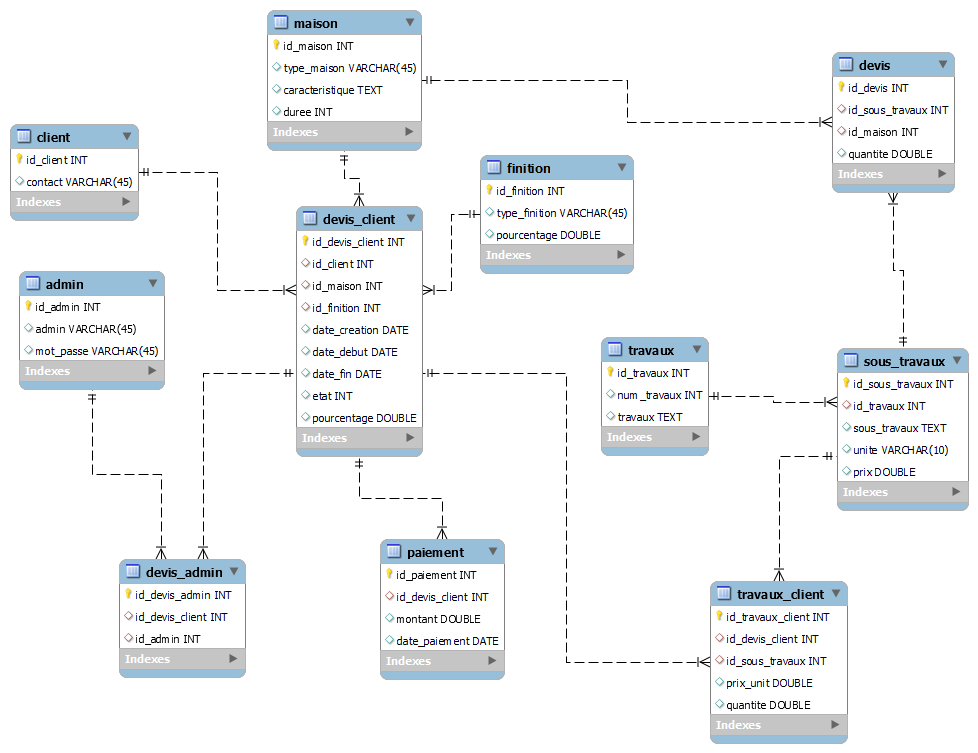 maison
id_maison INT
type_maison VARCHAR(45)
caracteristique TEXT
duree INT
Indexes
devis
id_devis INT
id_sous_travaux INT
id_maison INT
quantite DOUBLE
Indexes
client
id_client INT
contact VARCHAR(45)
Indexes
finition
id_finition INT
type_finition VARCHAR(45)
pourcentage DOUBLE
Indexes
devis_client
id_devis_client INT
id_client INT
id_maison INT
id_finition INT
date_creation DATE
date_debut DATE
date_fin DATE
etat INT
pourcentage DOUBLE
Indexes
admin
id_admin INT
admin VARCHAR(45)
mot_passe VARCHAR(45)
Indexes
travaux
id_travaux INT
num_travaux INT
travaux TEXT
Indexes
sous_travaux
id_sous_travaux INT
id_travaux INT
sous_travaux TEXT
unite VARCHAR(10)
prix DOUBLE
Indexes
devis_admin
id_devis_admin INT
id_devis_client INT
id_admin INT
Indexes
paiement
id_paiement INT
id_devis_client INT
montant DOUBLE
date_paiement DATE
Indexes
travaux_client
id_travaux_client INT
id_devis_client INT
id_sous_travaux INT
prix_unit DOUBLE
quantite DOUBLE
Indexes